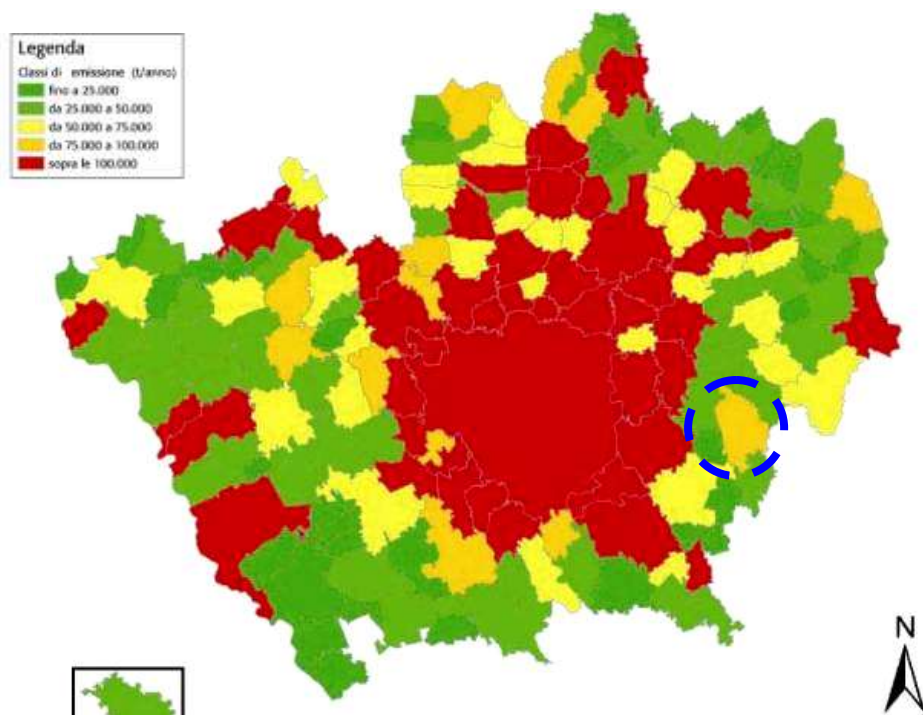 Legenda
Classi di emissione (t/anno)
fino a 25.000
da 25.000 a 50.000
da 50.000 a 75.000
da 75.000 a 100.000
sopra le 100.000
N